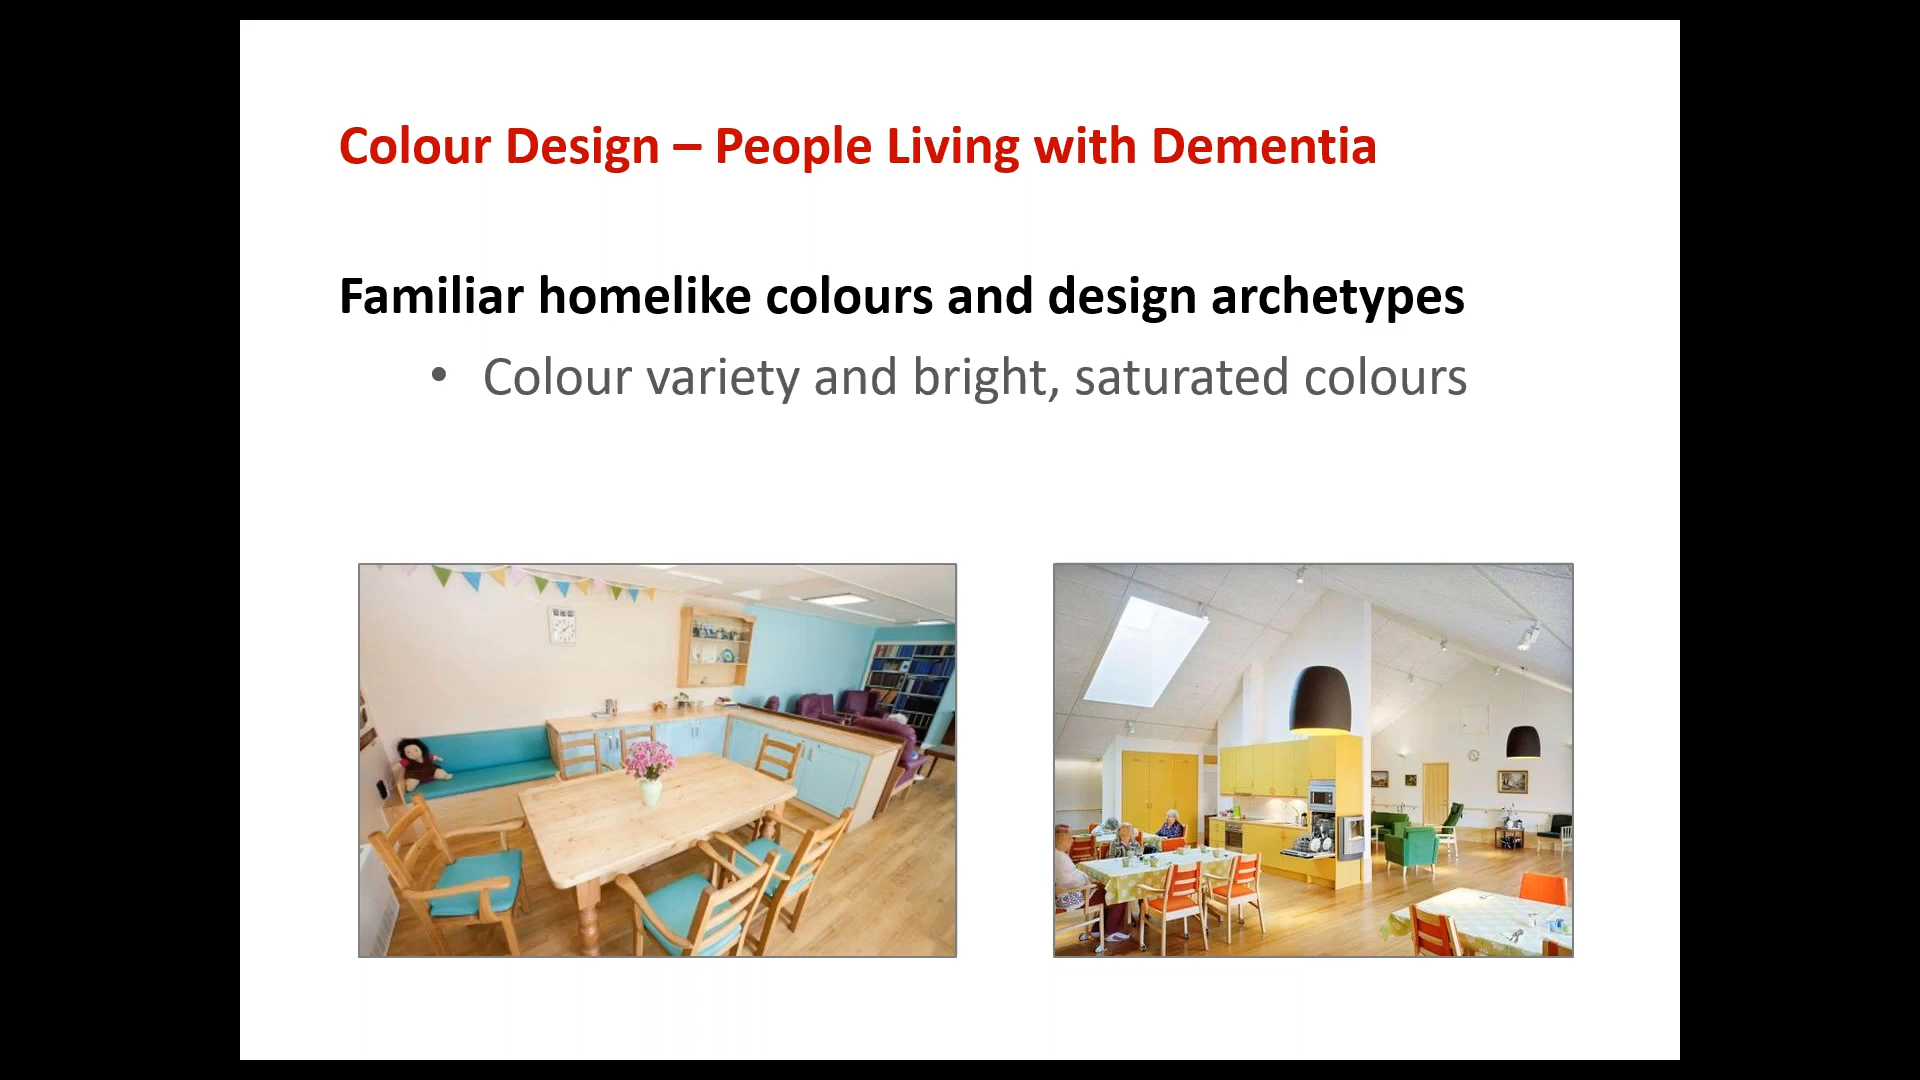 Colour Design – People Living with Dementia
Familiar homelike colours and design archetypes
• Colour variety and bright, saturated colours